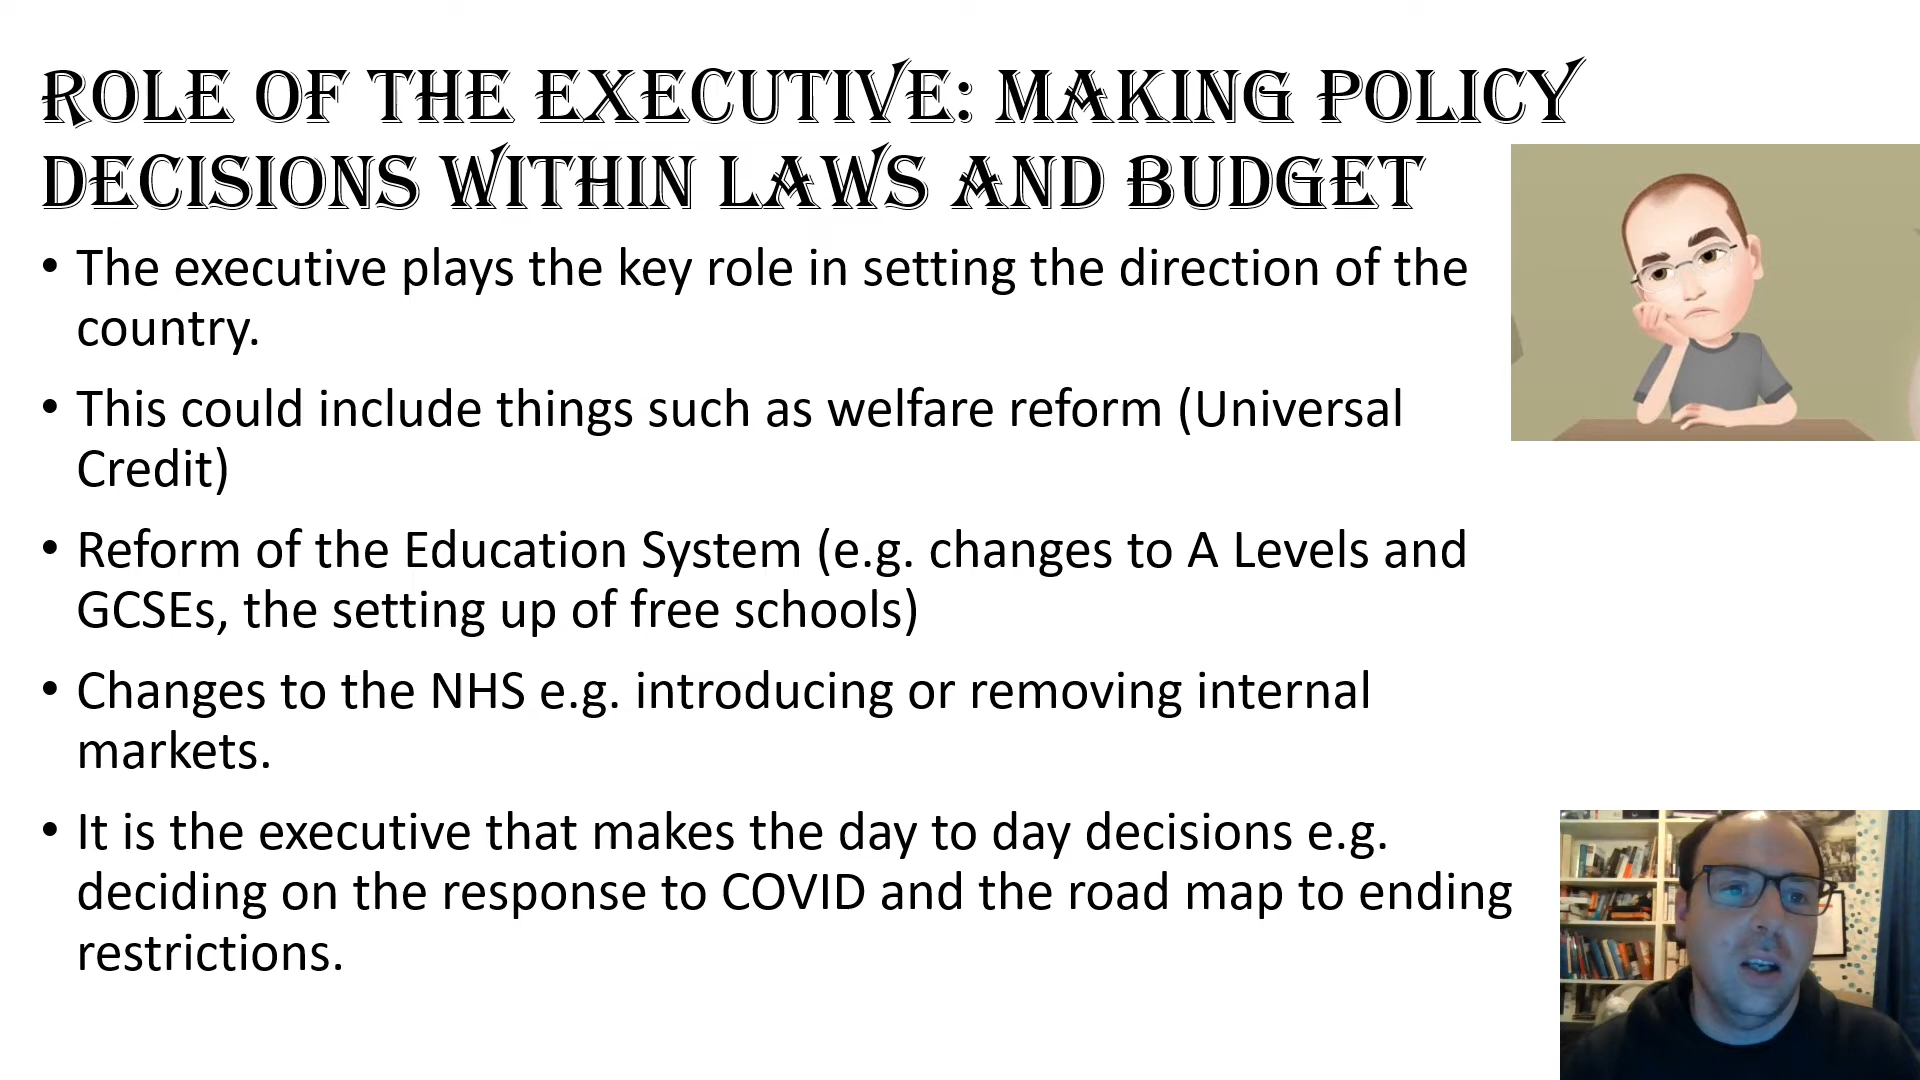 ROLE OF THE EXECUTIVE: MAKING POLICY
DECISIONS WITHIN LAWS AND BUDGET
• The executive plays the key role in setting the direction of the
country.
• This could include things such as welfare reform (Universal
Credit)
• Reform of the Education System (e.g. changes to A Levels and
GCSEs, the setting up of free schools)
• Changes to the NHS e.g. introducing or removing internal
markets.
• It is the executive that makes the day to day decisions e.g.
deciding on the response to COVID and the road map to ending
restrictions.